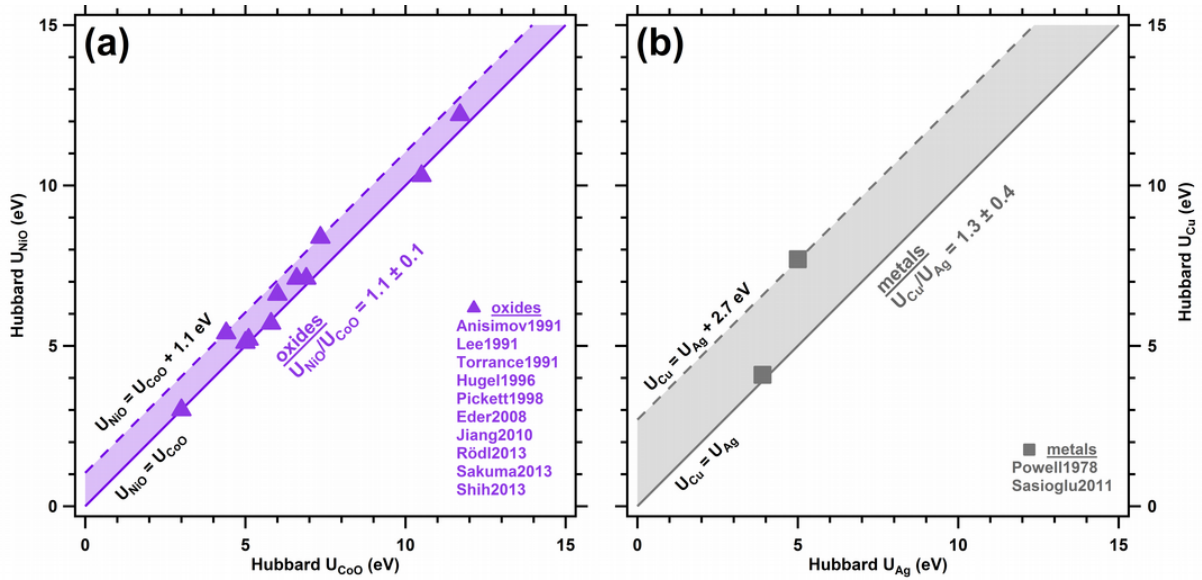 (a)
15
10
5
0
Hubbard U_NiO (eV)
U_NiO = U_CoO + 1.1 eV
U_NiO = U_CoO
oxides
U_NiO/U_CoO = 1.1 ± 0.1
oxides
Anisimov1991
Lee1991
Torrance1991
Hugel1996
Pickett1998
Eder2008
Jiang2010
Rödl2013
Sakuma2013
Shih2013
0 5 10 15
Hubbard U_CoO (eV)
(b)
U_Cu = U_Ag + 2.7 eV
U_Cu = U_Ag
metals
U_Cu/U_Ag = 1.3 ± 0.4
metals
Powell1978
Sasioglu2011
0 5 10 15
Hubbard U_Ag (eV)
15
10
5
0
Hubbard U_Cu (eV)